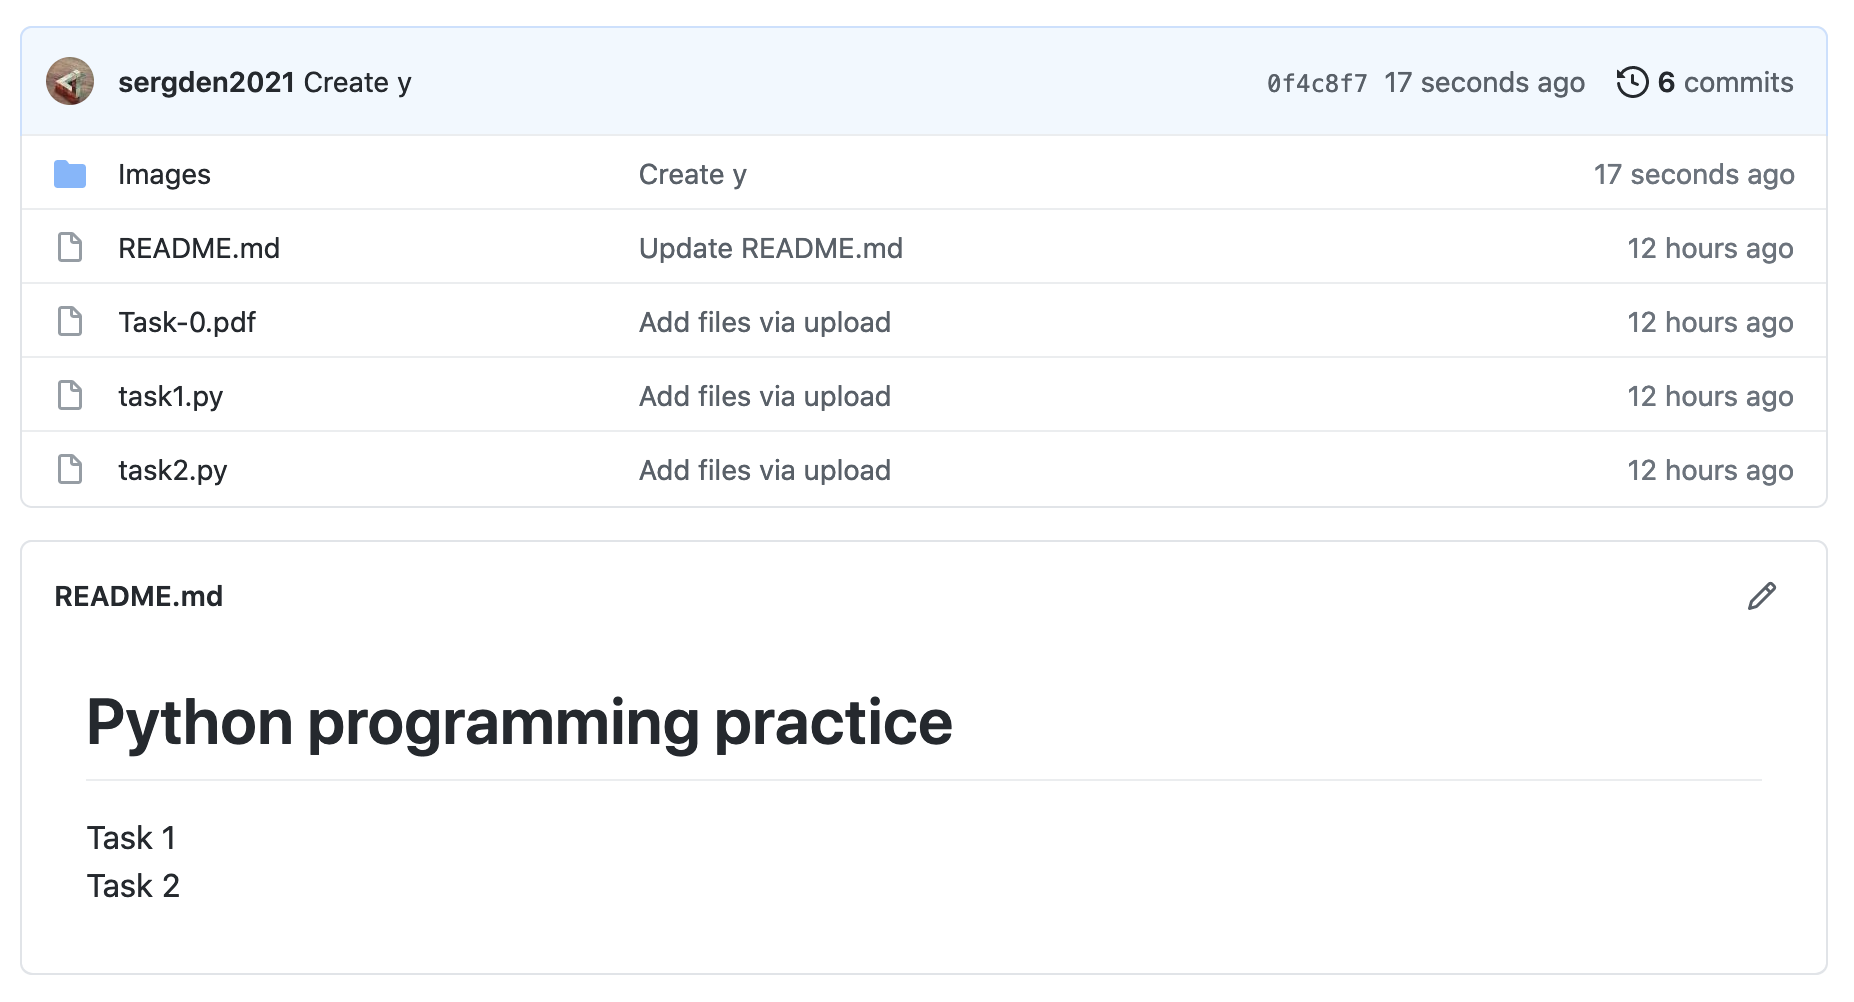 sergden2021 Create y 0f4c8f7 17 seconds ago 6 commits
Images Create y 17 seconds ago
README.md Update README.md 12 hours ago
Task-0.pdf Add files via upload 12 hours ago
task1.py Add files via upload 12 hours ago
task2.py Add files via upload 12 hours ago
README.md
Python programming practice
Task 1
Task 2